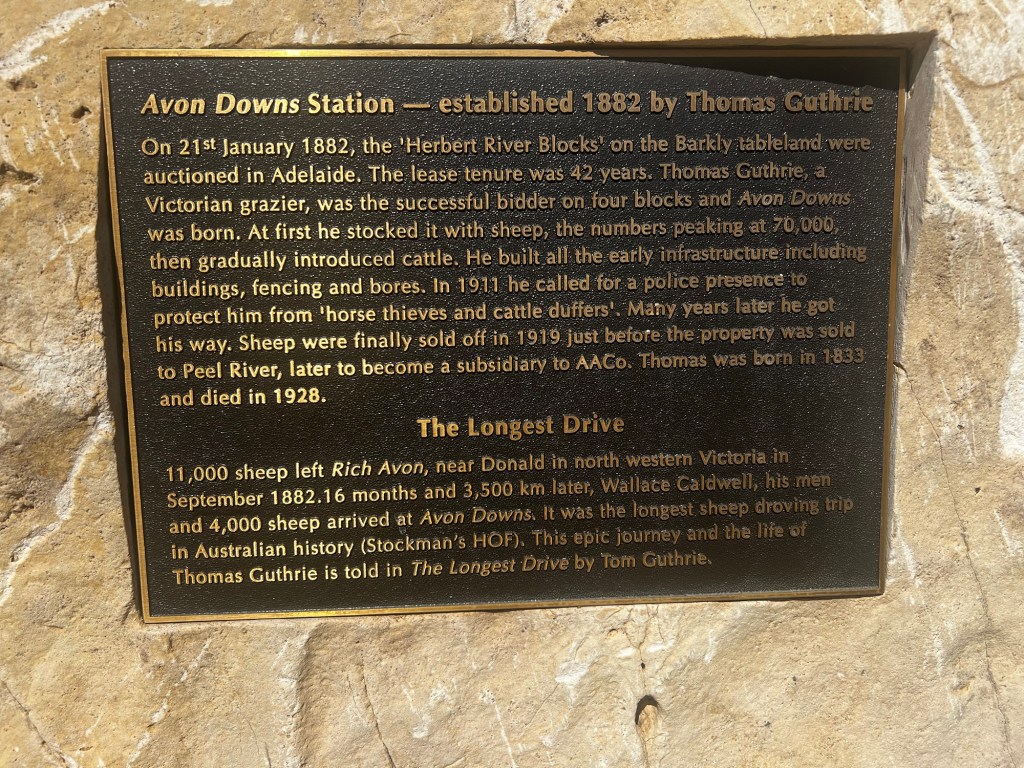 Avon Downs Station — established 1882 by Thomas Guthrie
On 21st January 1882, the 'Herbert River Blocks' on the Barkly tableland were
auctioned in Adelaide. The lease tenure was 42 years. Thomas Guthrie, a
Victorian grazier, was the successful bidder on four blocks and Avon Downs
was born. At first he stocked it with sheep, the numbers peaking at 70,000,
then gradually introduced cattle. He built all the early infrastructure including
buildings, fencing and bores. In 1911 he called for a police presence to
protect him from 'horse thieves and cattle duffers'. Many years later he got
his way. Sheep were finally sold off in 1919 just before the property was sold
to Peel River, later to become a subsidiary to AACo. Thomas was born in 1833
and died in 1928.
The Longest Drive
11,000 sheep left Rich Avon, near Donald in north western Victoria in
September 1882.16 months and 3,500 km later, Wallace Caldwell, his men
and 4,000 sheep arrived at Avon Downs. It was the longest sheep droving trip
in Australian history (Stockman's HOF). This epic journey and the life of
Thomas Guthrie is told in The Longest Drive by Tom Guthrie.